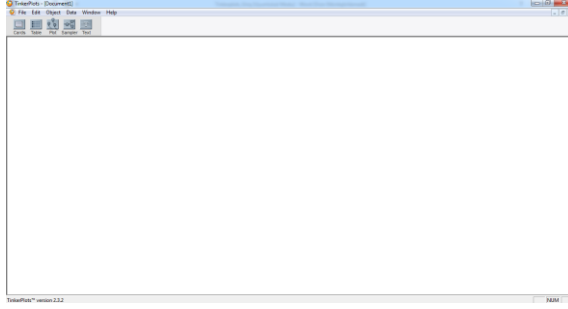 TinkerPlots - [Document1]
File Edit Object Data Window Help
Cards Table Plot Sampler Text
TinkerPlots™ version 2.3.2
NUM